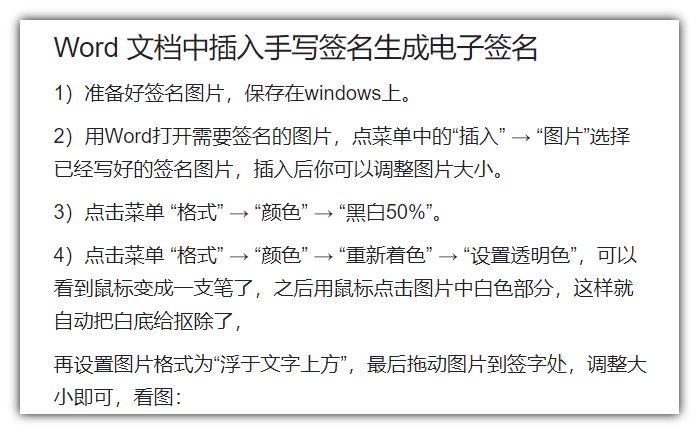 Word 文档中插入手写签名生成电子签名
1）准备好签名图片，保存在windows上。
2）用Word打开需要签名的图片，点菜单中的“插入” → “图片”选择
已经写好的签名图片，插入后你可以调整图片大小。
3）点击菜单 “格式” → “颜色” → “黑白50%”。
4）点击菜单 “格式” → “颜色” → “重新着色” → “设置透明色”，可以
看到鼠标变成一支笔了，之后用鼠标点击图片中白色部分，这样就
自动把白底给抠除了，
再设置图片格式为“浮于文字上方”，最后拖动图片到签字处，调整大
小即可，看图：